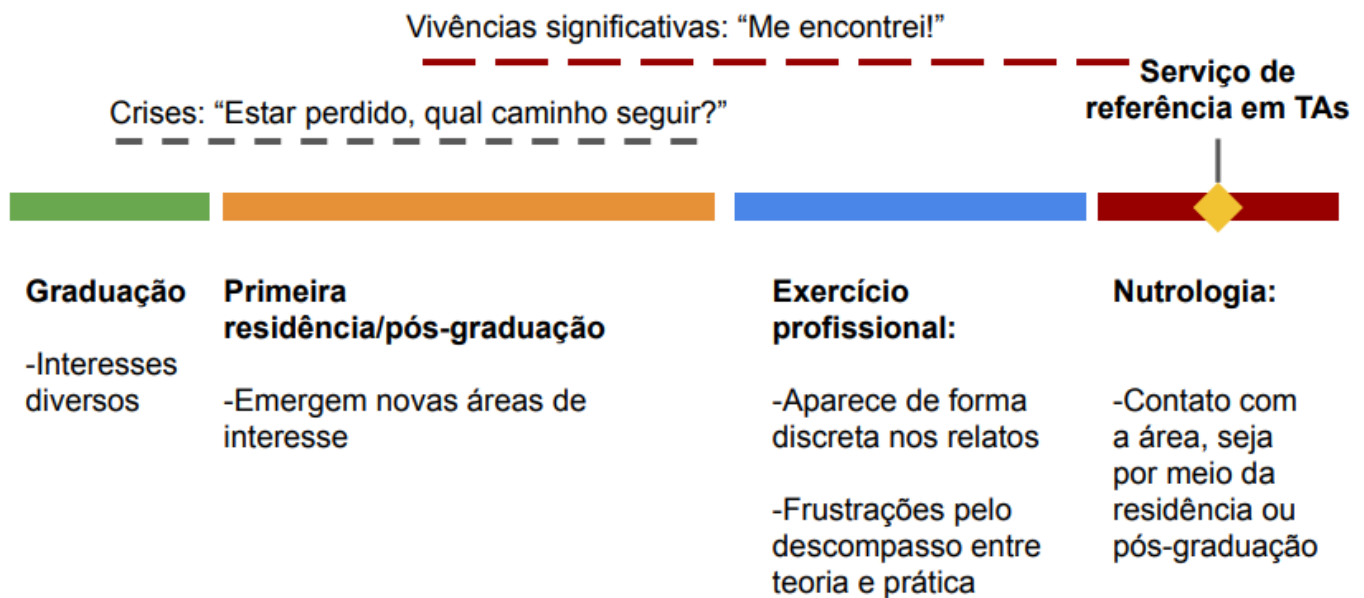 Vivências significativas: “Me encontrei!”
Serviço de
referência em TAs
Crises: “Estar perdido, qual caminho seguir?”
Graduação
-Interesses
diversos
Primeira
residência/pós-graduação
-Emergem novas áreas de
interesse
Exercício
profissional:
-Aparece de forma
discreta nos relatos
-Frustrações pelo
descompasso entre
teoria e prática
Nutrologia:
-Contato com
a área, seja
por meio da
residência ou
pós-graduação